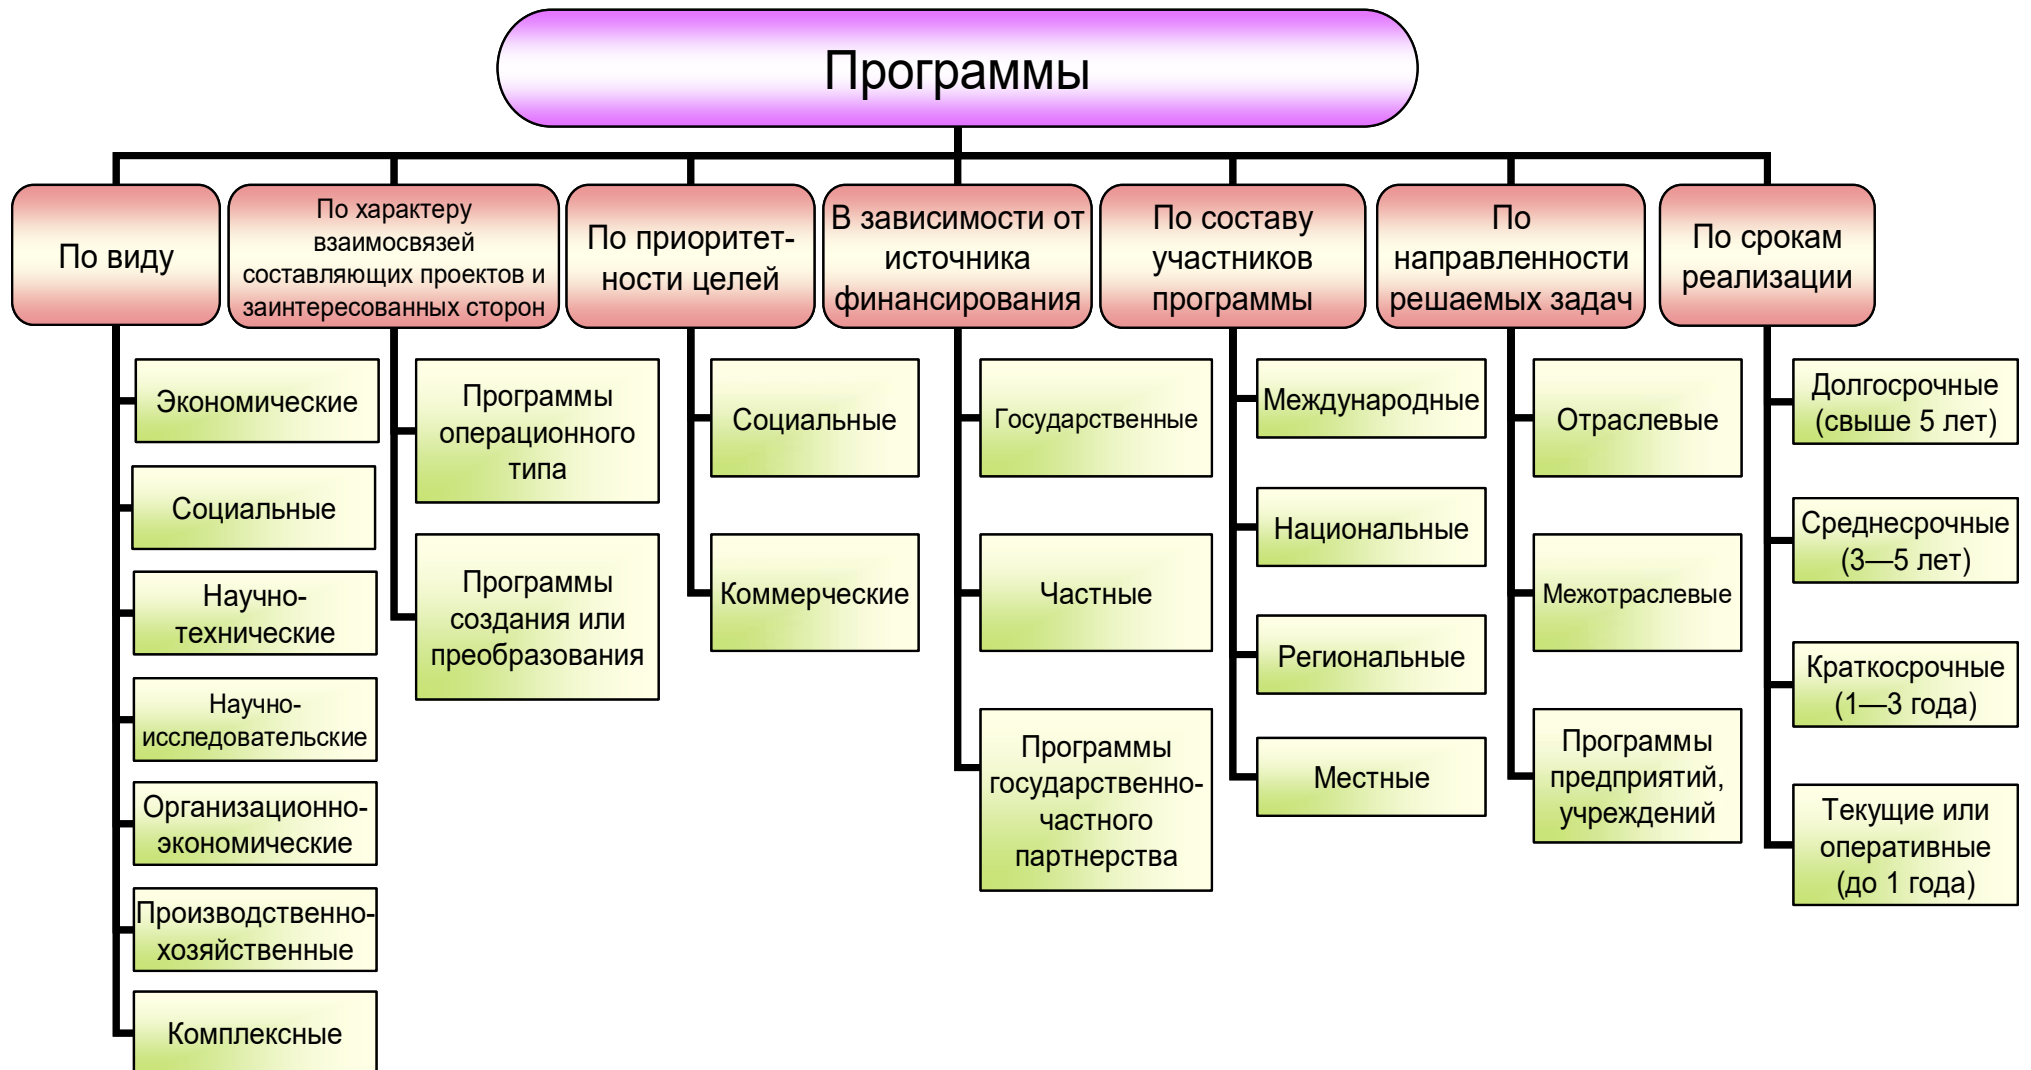 Программы
По виду
Экономические
Социальные
Научно-
технические
Научно-
исследовательские
Организационно-
экономические
Производственно-
хозяйственные
Комплексные
По характеру
взаимосвязей
составляющих проектов и
заинтересованных сторон
Программы
операционного
типа
Программы
создания или
преобразования
По приоритет-
ности целей
Социальные
Коммерческие
В зависимости от
источника
финансирования
Государственные
Частные
Программы
государственно-
частного
партнерства
По составу
участников
программы
Международные
Национальные
Региональные
Местные
По
направленности
решаемых задач
Отраслевые
Межотраслевые
Программы
предприятий,
учреждений
По срокам
реализации
Долгосрочные
(свыше 5 лет)
Среднесрочные
(3—5 лет)
Краткосрочные
(1—3 года)
Текущие или
оперативные
(до 1 года)